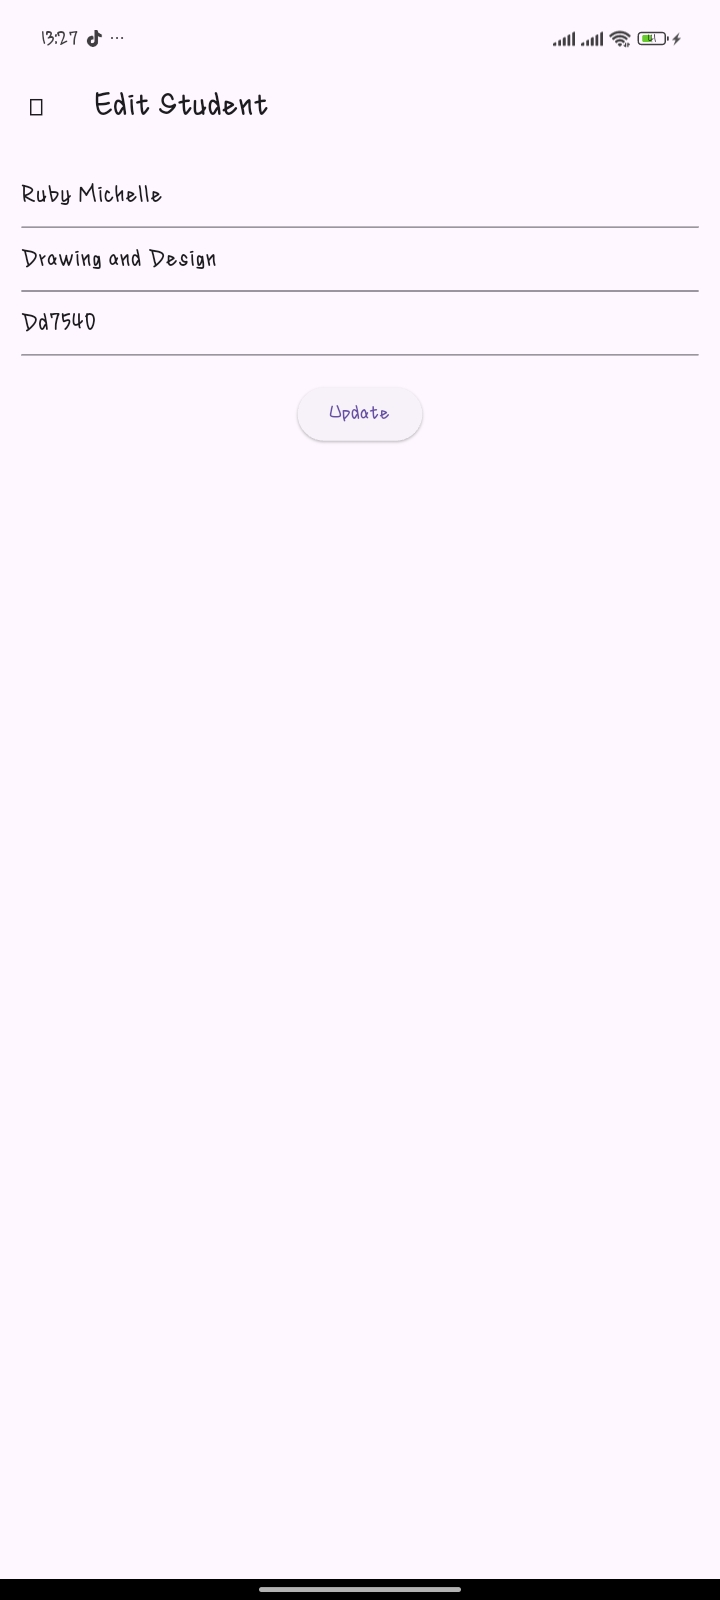 13:27 ...
Edit Student
Ruby Michelle
Drawing and Design
Dd7540
Update